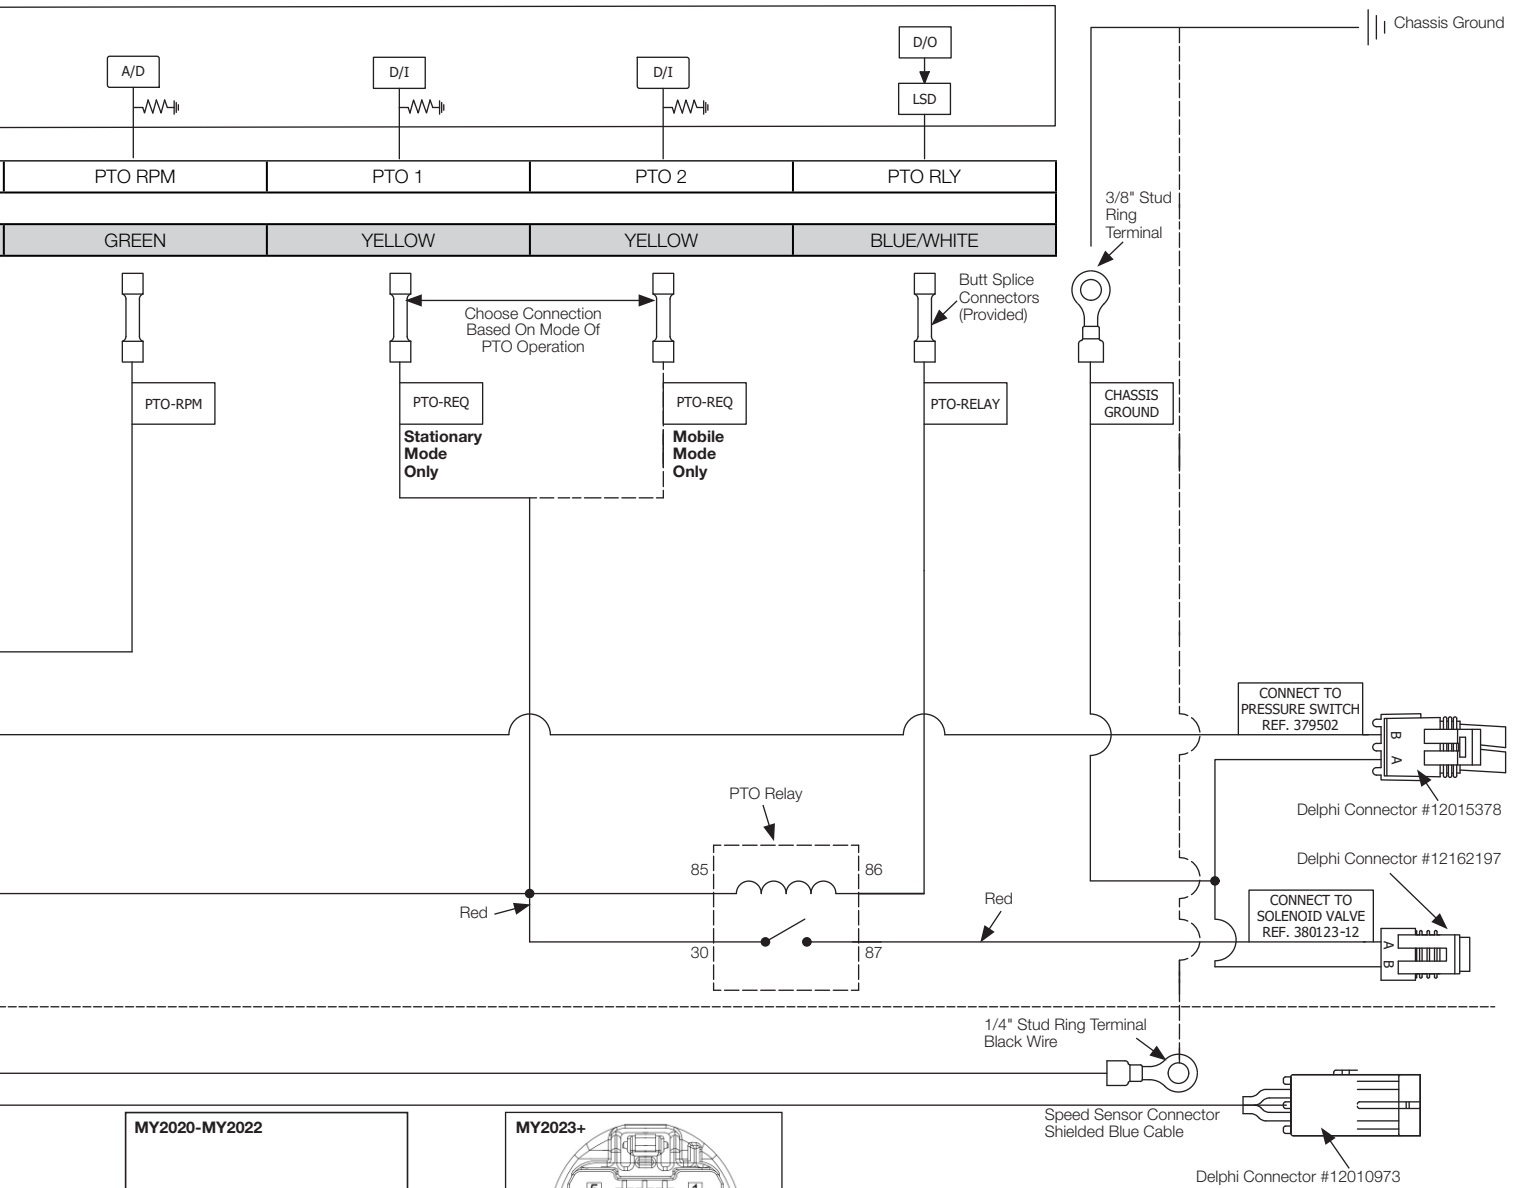 Chassis Ground
D/O
A/D
D/I
D/I
LSD
PTO RPM
PTO 1
PTO 2
PTO RLY
3/8" Stud
Ring
Terminal
GREEN
YELLOW
YELLOW
BLUE/WHITE
Butt Splice
Connectors
(Provided)
Choose Connection
Based On Mode Of
PTO Operation
PTO-RPM
PTO-REQ
PTO-REQ
PTO-RELAY
CHASSIS
GROUND
Stationary
Mode
Only
Mobile
Mode
Only
CONNECT TO
PRESSURE SWITCH
REF. 379502
B
A
PTO Relay
Delphi Connector #12015378
85
86
Delphi Connector #12162197
Red
Red
CONNECT TO
SOLENOID VALVE
REF. 380123-12
A
B
30
87
1/4" Stud Ring Terminal
Black Wire
Speed Sensor Connector
Shielded Blue Cable
MY2020-MY2022
MY2023+
Delphi Connector #12010973
5
1